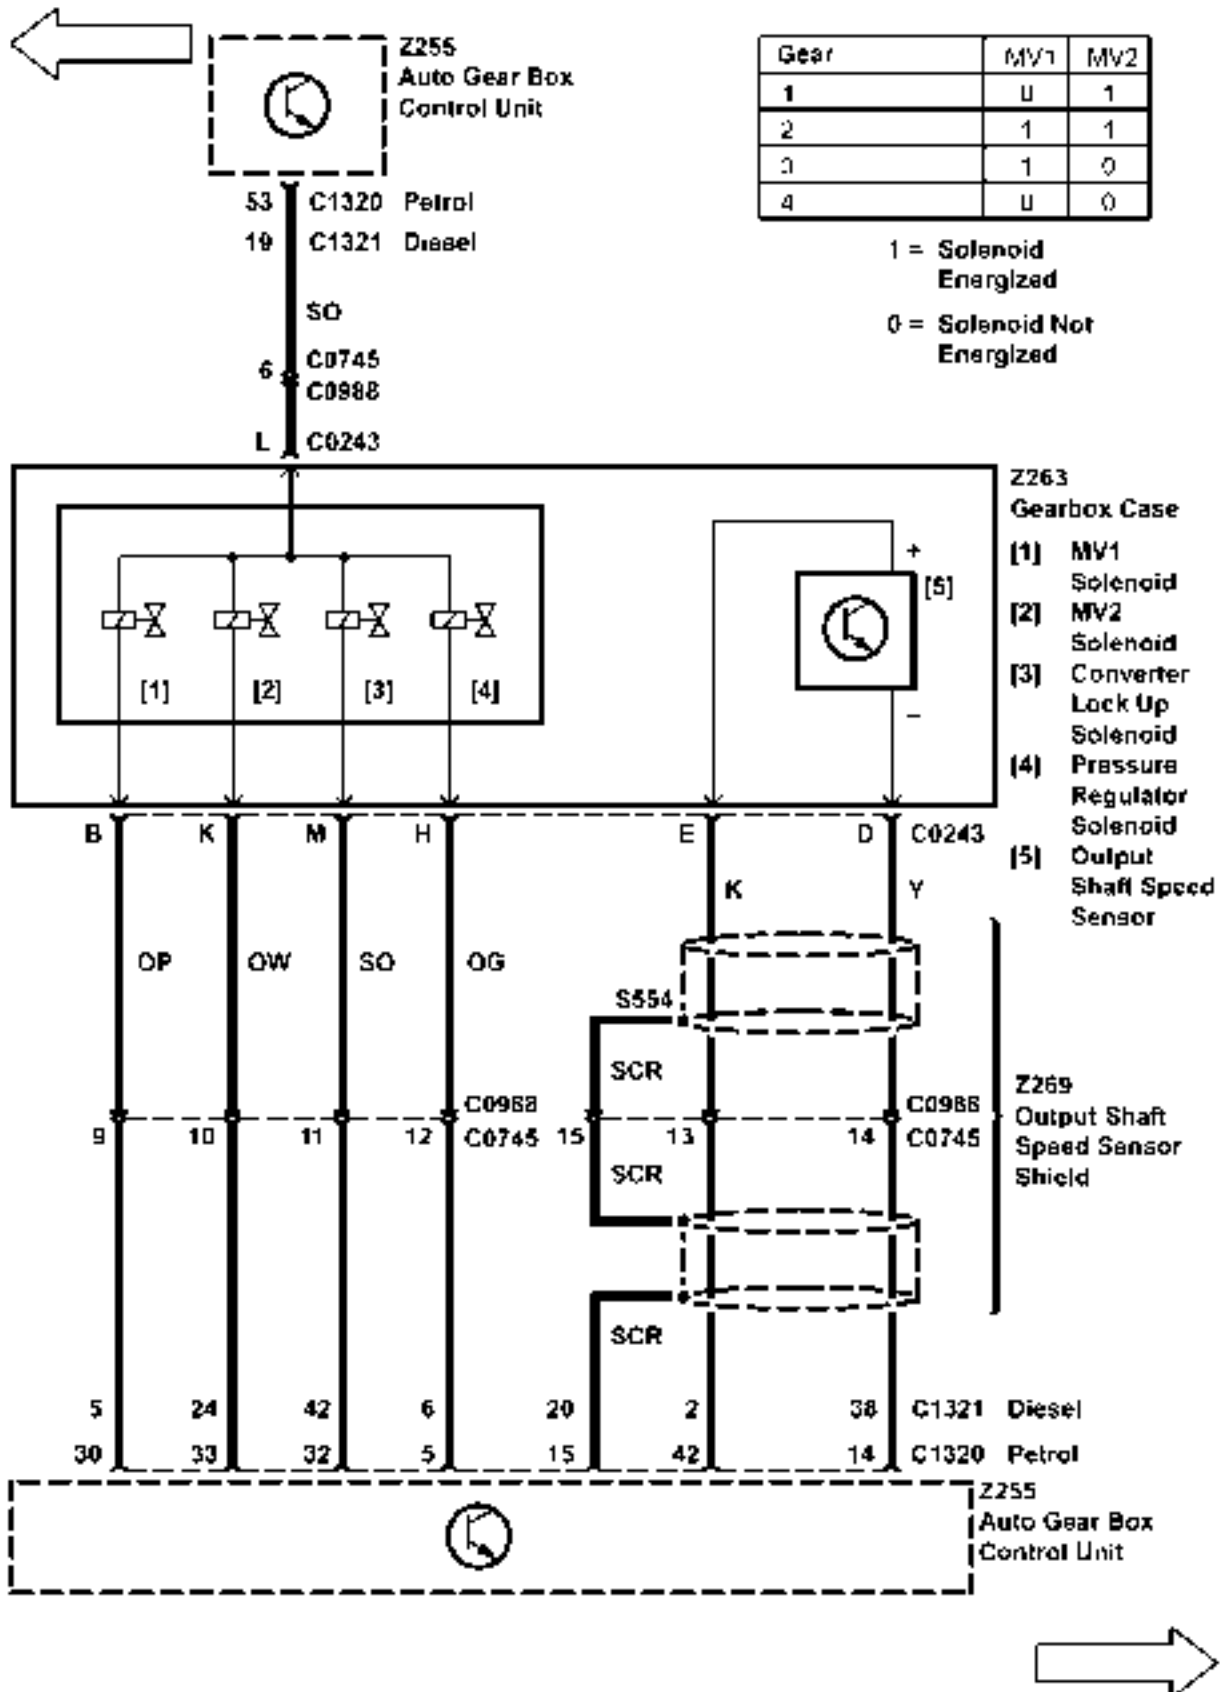 Z255
Auto Gear Box
Control Unit
Gear MV1 MV2
1 0 1
2 1 1
3 1 0
4 0 0
53 C1320 Petrol
19 C1321 Diesel
1 = Solenoid
Energized
0 = Solenoid Not
Energized
SO
6 C0745
C0988
L C0243
Z263
Gearbox Case
[1] MV1
Solenoid
[2] MV2
Solenoid
[3] Converter
Lock Up
Solenoid
[4] Pressure
Regulator
Solenoid
[5] Output
Shaft Speed
Sensor
+
[5]
–
[1] [2] [3] [4]
B K M H E D C0243
K Y
OP OW SO OG
S554
SCR
C0988 C0988
9 10 11 12 C0745 15 13 14 C0745
SCR
Z269
Output Shaft
Speed Sensor
Shield
SCR
5 24 42 6 20 2 38 C1321 Diesel
30 33 32 5 15 42 14 C1320 Petrol
Z255
Auto Gear Box
Control Unit